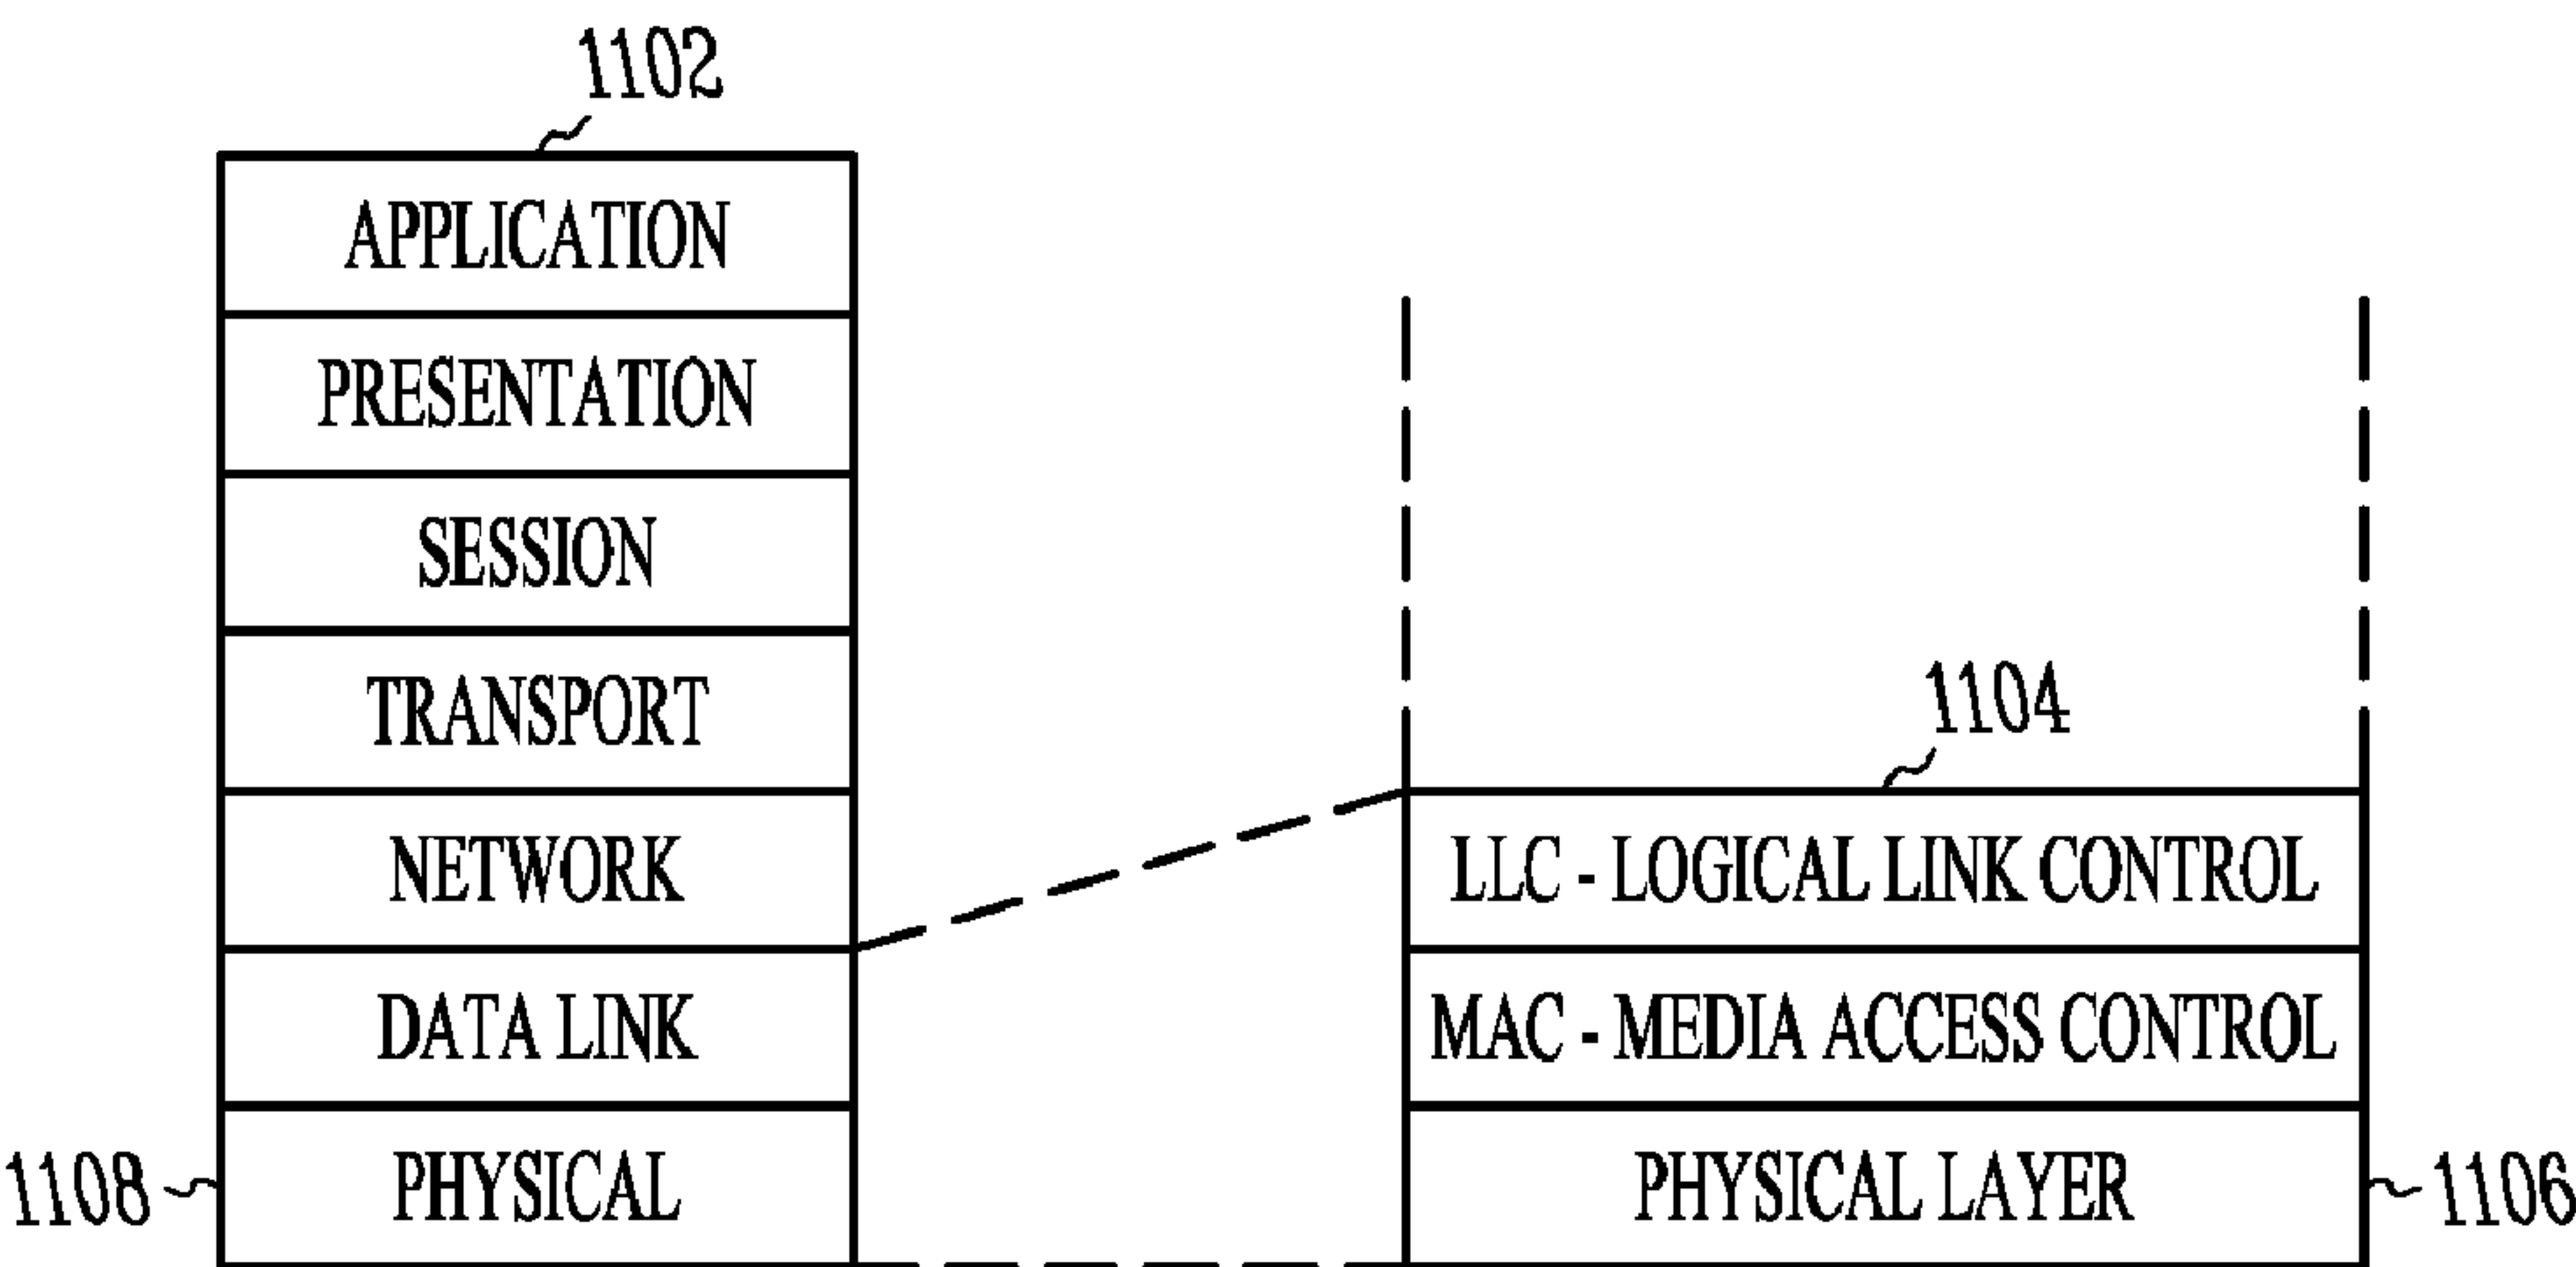 1102
APPLICATION
PRESENTATION
SESSION
TRANSPORT
NETWORK
DATA LINK
PHYSICAL
1108
1104
LLC - LOGICAL LINK CONTROL
MAC - MEDIA ACCESS CONTROL
PHYSICAL LAYER
1106